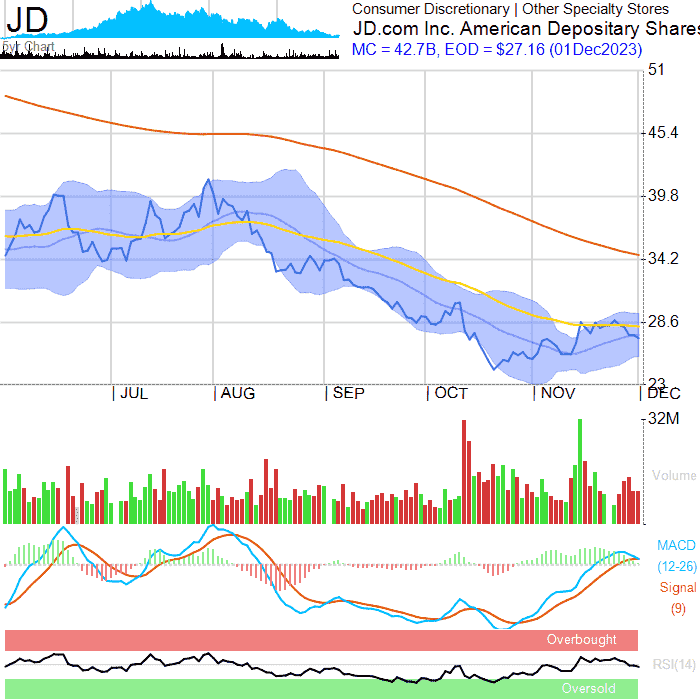 JD
Consumer Discretionary | Other Specialty Stores
JD.com Inc. American Depositary Shares
MC = 42.7B, EOD = $27.16 (01Dec2023)
5yr Chart
51
45.4
39.8
34.2
28.6
23
JUL
AUG
SEP
OCT
NOV
DEC
32M
Volume
MACD
(12-26)
Signal
(9)
Overbought
RSI(14)
Oversold